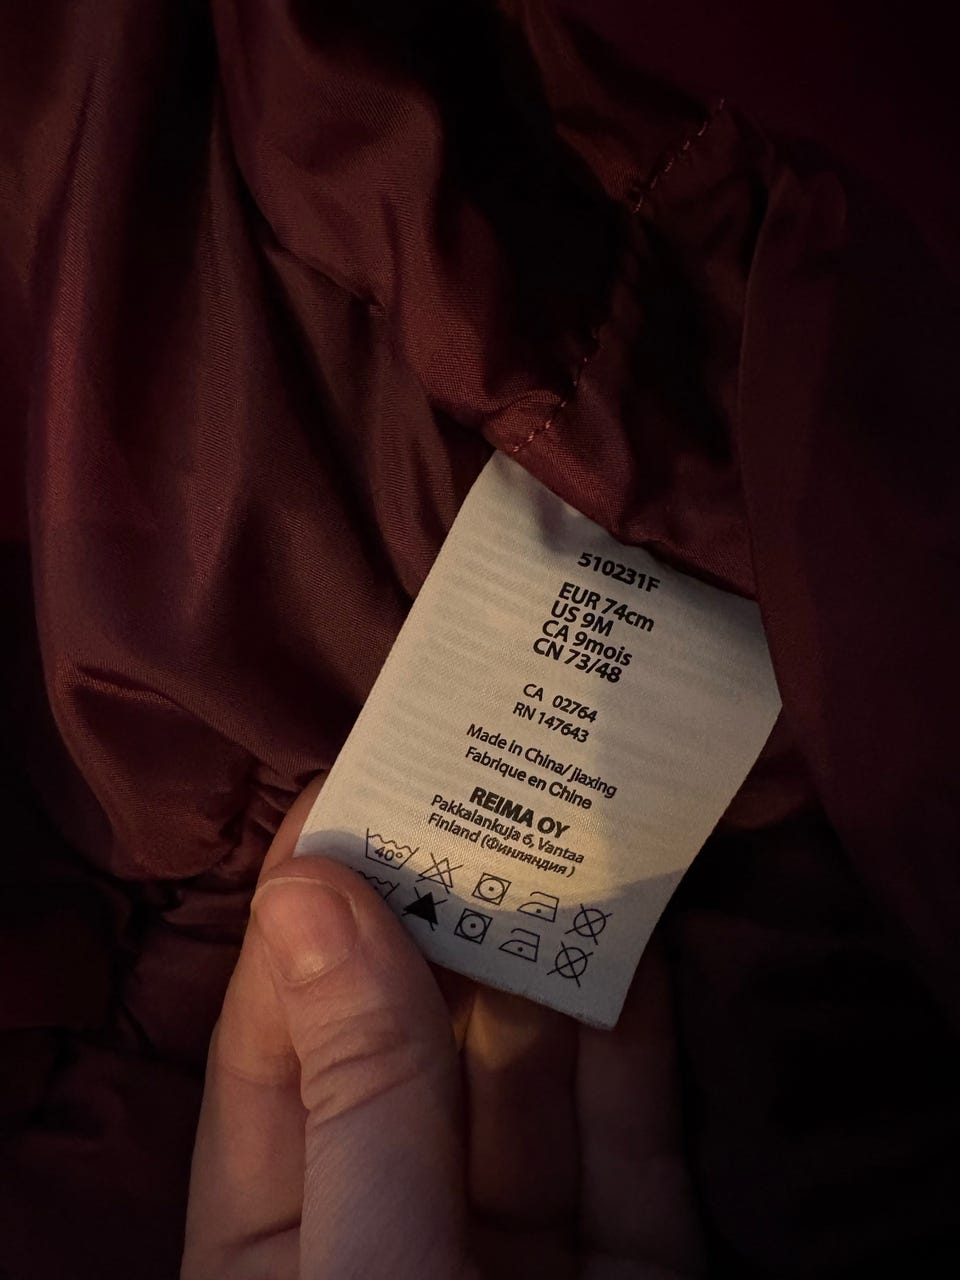 510231F
EUR 74cm
US 9M
CA 9mois
CN 73/48
CA 02764
RN 147643
Made in China/ Jiaxing
Fabrique en Chine
REIMA OY
Pakkalankuja 6, Vantaa
Finland (Финляндия)
40°